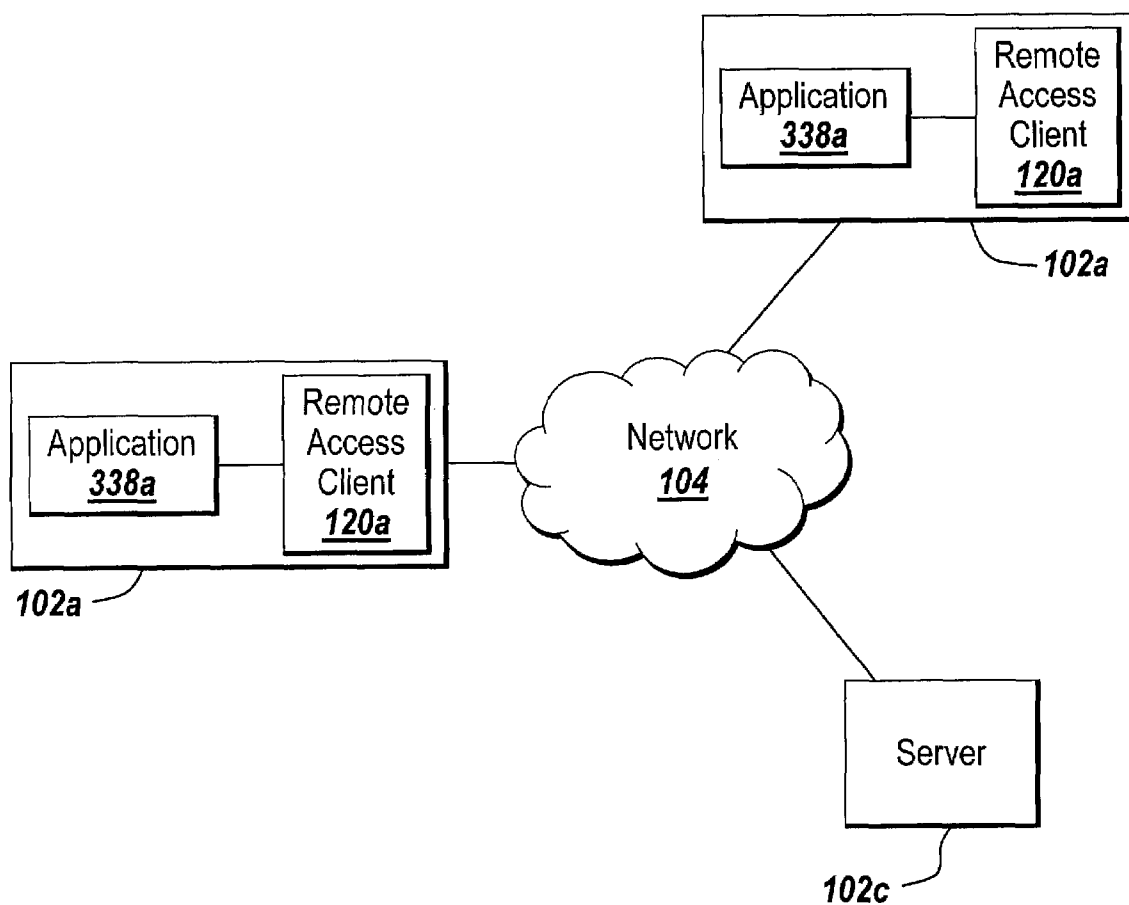 Application
338a
Remote
Access
Client
120a
102a
Application
338a
Remote
Access
Client
120a
102a
Network
104
Server
102c